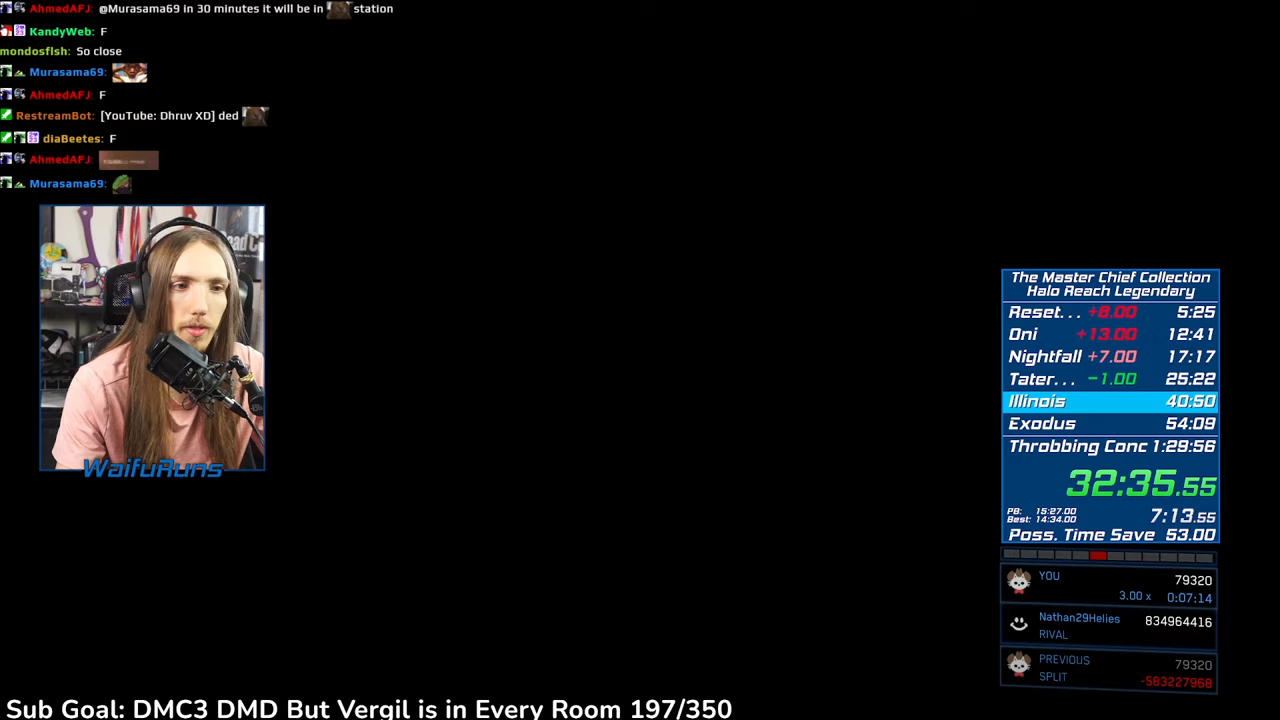 AhmedAFJ: @Murasama69 in 30 minutes it will be in station
KandyWeb: F
mondosflsh: So close
Murasama69:
AhmedAFJ: F
RestreamBot: [YouTube: Dhruv XD] ded
diaBeetes: F
AhmedAFJ:
Murasama69:
WaifuRuns
The Master Chief Collection
Halo Reach Legendary
Reset... +6.00 5:25
Oni +13.00 12:41
Nightfall +7.00 17:17
Tater... -1.00 25:22
Illinois 40:50
Exodus 54:09
Throbbing Conc 1:29:56
32:35.55
PB: 15:27.00
Best: 14:34.00 7:13.55
Poss. Time Save 53.00
YOU 79320
3.00 x 0:07:14
Nathan29Helies 834964416
RIVAL
PREVIOUS 79320
SPLIT -583227968
Sub Goal: DMC3 DMD But Vergil is in Every Room 197/350